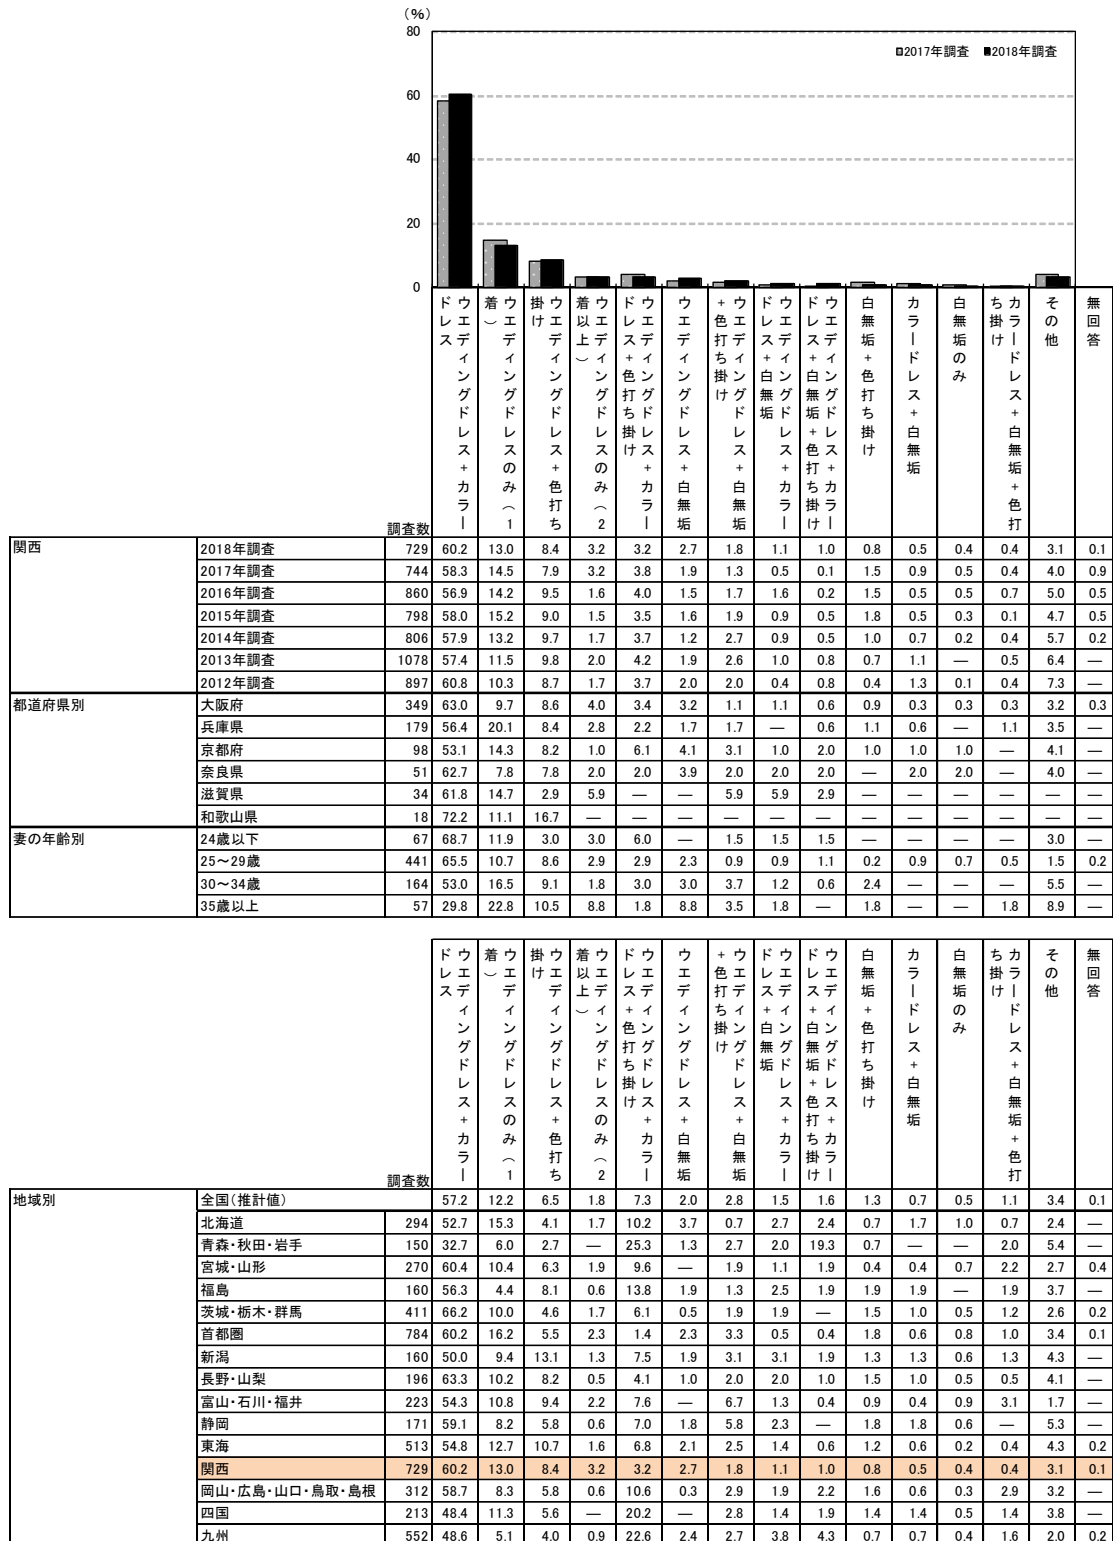 (%)
80
□2017年調査 ■2018年調査
60
40
20
0
調査数
ウエディングドレス+カラードレス
ウエディングドレスのみ(1着)
ウエディングドレス+色打ち掛け
ウエディングドレスのみ(2着以上)
ウエディングドレス+カラードレス+色打ち掛け
ウエディングドレス+白無垢
ウエディングドレス+白無垢+色打ち掛け
ウエディングドレス+カラードレス+白無垢
ウエディングドレス+カラードレス+白無垢+色打ち掛け
白無垢+色打ち掛け
カラードレス+白無垢
白無垢のみ
カラードレス+白無垢+色打ち掛け
その他
無回答
関西 2018年調査 729 60.2 13.0 8.4 3.2 3.2 2.7 1.8 1.1 1.0 0.8 0.5 0.4 0.4 3.1 0.1
2017年調査 744 58.3 14.5 7.9 3.2 3.8 1.9 1.3 0.5 0.1 1.5 0.9 0.5 0.4 4.0 0.9
2016年調査 860 56.9 14.2 9.5 1.6 4.0 1.5 1.7 1.6 0.2 1.5 0.5 0.5 0.7 5.0 0.5
2015年調査 798 58.0 15.2 9.0 1.5 3.5 1.6 1.9 0.9 0.5 1.8 0.5 0.3 0.1 4.7 0.5
2014年調査 806 57.9 13.2 9.7 1.7 3.7 1.2 2.7 0.9 0.5 1.0 0.7 0.2 0.4 5.7 0.2
2013年調査 1078 57.4 11.5 9.8 2.0 4.2 1.9 2.6 1.0 0.8 0.7 1.1 — 0.5 6.4 —
2012年調査 897 60.8 10.3 8.7 1.7 3.7 2.0 2.0 0.4 0.8 0.4 1.3 0.1 0.4 7.3 —
都道府県別 大阪府 349 63.0 9.7 8.6 4.0 3.4 3.2 1.1 1.1 0.6 0.9 0.3 0.3 0.3 3.2 0.3
兵庫県 179 56.4 20.1 8.4 2.8 2.2 1.7 1.7 — 0.6 1.1 0.6 — 1.1 3.5 —
京都府 98 53.1 14.3 8.2 1.0 6.1 4.1 3.1 1.0 2.0 1.0 1.0 1.0 — 4.1 —
奈良県 51 62.7 7.8 7.8 2.0 2.0 3.9 2.0 2.0 2.0 — 2.0 2.0 — 4.0 —
滋賀県 34 61.8 14.7 2.9 5.9 — — 5.9 5.9 2.9 — — — — — —
和歌山県 18 72.2 11.1 16.7 — — — — — — — — — — — —
妻の年齢別 24歳以下 67 68.7 11.9 3.0 3.0 6.0 — 1.5 1.5 1.5 — — — — 3.0 —
25~29歳 441 65.5 10.7 8.6 2.9 2.9 2.3 0.9 0.9 1.1 0.2 0.9 0.7 0.5 1.5 0.2
30~34歳 164 53.0 16.5 9.1 1.8 3.0 3.0 3.7 1.2 0.6 2.4 — — — 5.5 —
35歳以上 57 29.8 22.8 10.5 8.8 1.8 8.8 3.5 1.8 — 1.8 — — 1.8 8.9 —
調査数
ウエディングドレス+カラードレス
ウエディングドレスのみ(1着)
ウエディングドレス+色打ち掛け
ウエディングドレスのみ(2着以上)
ウエディングドレス+カラードレス+色打ち掛け
ウエディングドレス+白無垢
ウエディングドレス+白無垢+色打ち掛け
ウエディングドレス+カラードレス+白無垢
ウエディングドレス+カラードレス+白無垢+色打ち掛け
白無垢+色打ち掛け
カラードレス+白無垢
白無垢のみ
カラードレス+白無垢+色打ち掛け
その他
無回答
地域別 全国(推計値) 57.2 12.2 6.5 1.8 7.3 2.0 2.8 1.5 1.6 1.3 0.7 0.5 1.1 3.4 0.1
北海道 294 52.7 15.3 4.1 1.7 10.2 3.7 0.7 2.7 2.4 0.7 1.7 1.0 0.7 2.4 —
青森・秋田・岩手 150 32.7 6.0 2.7 — 25.3 1.3 2.7 2.0 19.3 0.7 — — 2.0 5.4 —
宮城・山形 270 60.4 10.4 6.3 1.9 9.6 — 1.9 1.1 1.9 0.4 0.4 0.7 2.2 2.7 0.4
福島 160 56.3 4.4 8.1 0.6 13.8 1.9 1.3 2.5 1.9 1.9 1.9 — 1.9 3.7 —
茨城・栃木・群馬 411 66.2 10.0 4.6 1.7 6.1 0.5 1.9 1.9 — 1.5 1.0 0.5 1.2 2.6 0.2
首都圏 784 60.2 16.2 5.5 2.3 1.4 2.3 3.3 0.5 0.4 1.8 0.6 0.8 1.0 3.4 0.1
新潟 160 50.0 9.4 13.1 1.3 7.5 1.9 3.1 3.1 1.9 1.3 1.3 0.6 1.3 4.3 —
長野・山梨 196 63.3 10.2 8.2 0.5 4.1 1.0 2.0 2.0 1.0 1.5 1.0 0.5 0.5 4.1 —
富山・石川・福井 223 54.3 10.8 9.4 2.2 7.6 — 6.7 1.3 0.4 0.9 0.4 0.9 3.1 1.7 —
静岡 171 59.1 8.2 5.8 0.6 7.0 1.8 5.8 2.3 — 1.8 1.8 0.6 — 5.3 —
東海 513 54.8 12.7 10.7 1.6 6.8 2.1 2.5 1.4 0.6 1.2 0.6 0.2 0.4 4.3 0.2
関西 729 60.2 13.0 8.4 3.2 3.2 2.7 1.8 1.1 1.0 0.8 0.5 0.4 0.4 3.1 0.1
岡山・広島・山口・鳥取・島根 312 58.7 8.3 5.8 0.6 10.6 0.3 2.9 1.9 2.2 1.6 0.6 0.3 2.9 3.2 —
四国 213 48.4 11.3 5.6 — 20.2 — 2.8 1.4 1.9 1.4 1.4 0.5 1.4 3.8 —
九州 552 48.6 5.1 4.0 0.9 22.6 2.4 2.7 3.8 4.3 0.7 0.7 0.4 1.6 2.0 0.2